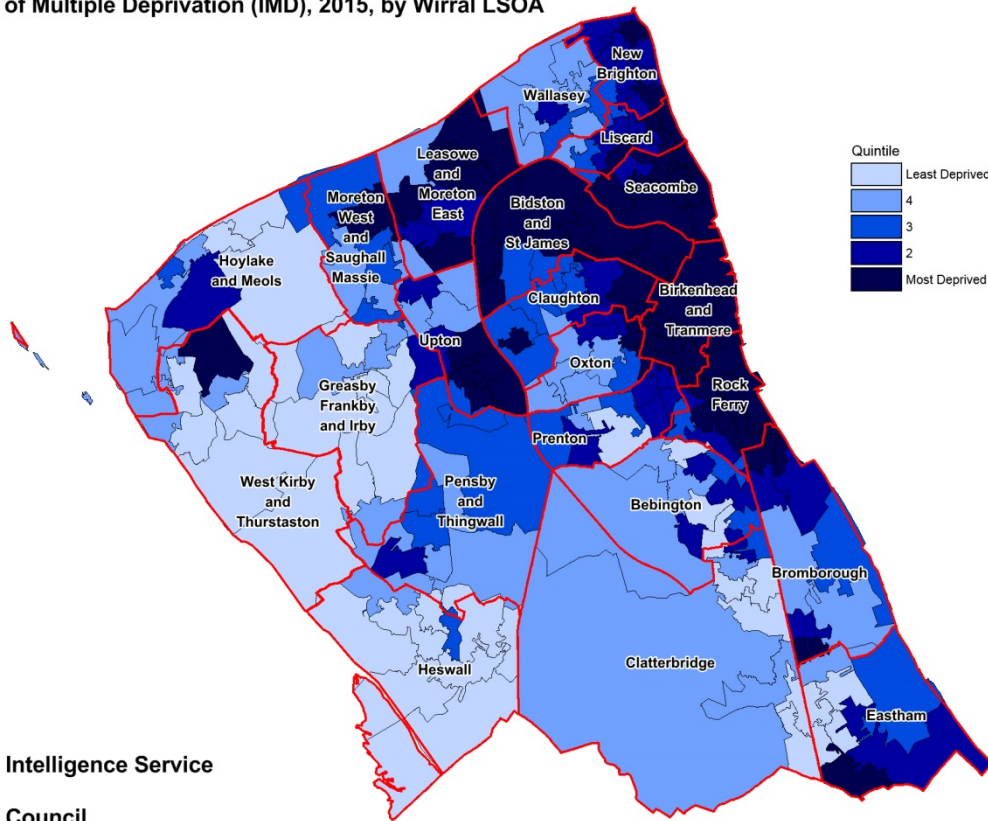 of Multiple Deprivation (IMD), 2015, by Wirral LSOA
New
Brighton
Wallasey
Liscard
Leasowe
and
Moreton
East
Seacombe
Moreton
West
and
Saughall
Massie
Bidston
and
St James
Hoylake
and Meols
Claughton
Birkenhead
and
Tranmere
Upton
Oxton
Greasby
Frankby
and Irby
Rock
Ferry
Prenton
West Kirby
and
Thurstaston
Pensby
and
Thingwall
Bebington
Bromborough
Heswall
Clatterbridge
Eastham
Quintile
Least Deprived
4
3
2
Most Deprived
Intelligence Service
Council